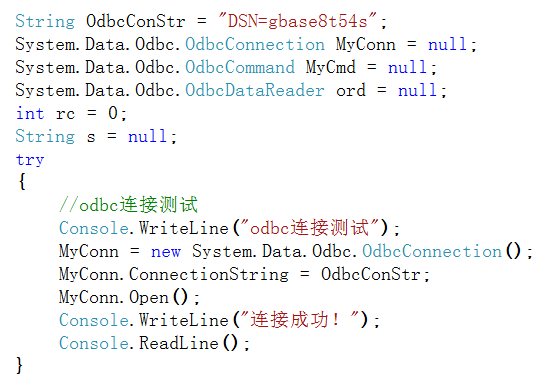 String OdbcConStr = "DSN=gbase8t54s";
System.Data.Odbc.OdbcConnection MyConn = null;
System.Data.Odbc.OdbcCommand MyCmd = null;
System.Data.Odbc.OdbcDataReader ord = null;
int rc = 0;
String s = null;
try
{
    //odbc连接测试
    Console.WriteLine("odbc连接测试");
    MyConn = new System.Data.Odbc.OdbcConnection();
    MyConn.ConnectionString = OdbcConStr;
    MyConn.Open();
    Console.WriteLine("连接成功！");
    Console.ReadLine();
}